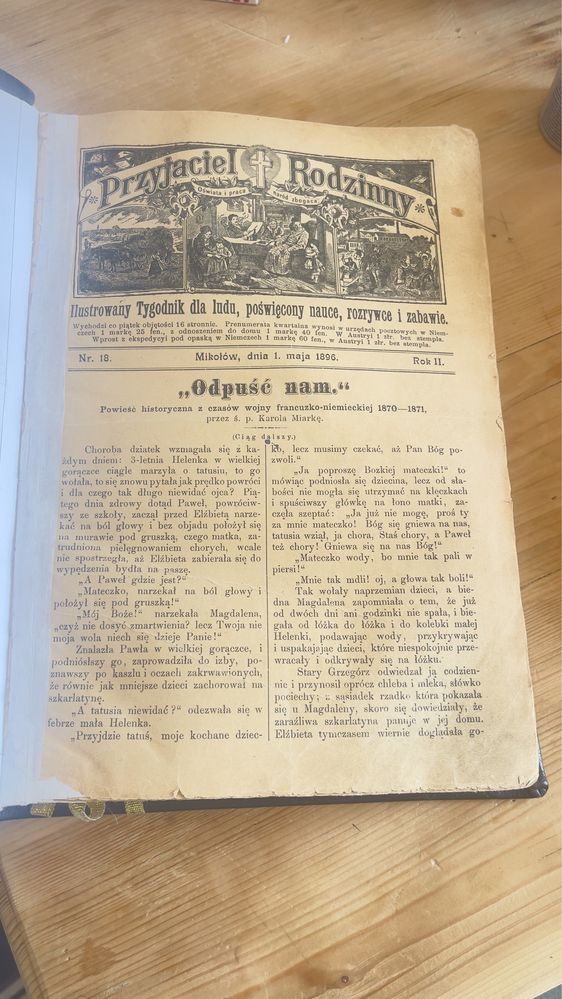 Przyjaciel Rodzinny
Oświata i praca naród zbogaca
Ilustrowany Tygodnik dla ludu, poświęcony nauce, rozrywce i zabawie.
Wychodzi co piątek objętości 16 stronnic. Prenumerata kwartalna wynosi w urzędach pocztowych w Niem-
czech 1 markę 25 fen., z odnoszeniem do domu 1 markę 40 fen. W Austryi 1 złr. bez stempla.
Wprost z ekspedycyi pod opaską w Niemczech 1 markę 60 fen., w Austryi 1 złr. bez stempla.
Nr. 18. Mikołów, dnia 1. maja 1896. Rok II.
„Odpuść nam.“
Powieść historyczna z czasów wojny francuzko-niemieckiej 1870—1871,
przez ś. p. Karola Miarkę.
(Ciąg dalszy.)
Choroba dziatek wzmagała się z ka-
żdym dniem: 3-letnia Helenka w wielkiej
gorączce ciągle marzyła o tatusiu, to go
wołała, to się znowu pytała jak prędko powróci
i dla czego tak długo niewidać ojca? Pią-
tego dnia zdrowy dotąd Paweł, powróciw-
szy ze szkoły, zaczął przed Elżbietą narze-
kać na ból głowy i bez objadu położył się
na murawie pod gruszką, czego matka, za-
trudniona pielęgnowaniem chorych, wcale
nie spostrzegła, aż Elżbieta zabierała się do
wypędzenia bydła na paszę.
„A Paweł gdzie jest?“
„Mateczko, narzekał na ból głowy i
położył się pod gruszką!“
„Mój Boże!“ narzekała Magdalena,
„czyż nie dosyć zmartwienia? lecz Twoja nie
moja wola niech się dzieje Panie!“
Znalazła Pawła w wielkiej gorączce, i
podniósłszy go, zaprowadziła do izby, po-
znawszy po kaszlu i oczach zakrwawionych,
że równie jak mniejsze dzieci zachorował na
szkarlatynę.
„A tatusia niewidać?“ odezwała się w
febrze mała Helenka.
„Przyjdzie tatuś, moje kochane dziec-
ko, lecz musimy czekać, aż Pan Bóg po-
zwoli.“
„Ja poproszę Bozkiej mateczki!“ to
mówiąc podniosła się dziecina, lecz od sła-
bości nie mogła się utrzymać na klęczkach
i spuściwszy główkę na łono matki, za-
częła szeptać: „Ja już nie mogę, proś ty
za mnie mateczko! Bóg się gniewa na nas,
tatusia wziął, ja chora, Staś chory, a Paweł
też chory! Gniewa się na nas Bóg!“
„Mateczko wody, bo mnie tak pali w
piersi!“
„Mnie tak mdli! oj, a głowa tak boli!“
Tak wołały naprzemian dzieci, a bie-
dna Magdalena zapomniała o tem, że już
od dwóch dni ani godzinki nie spała, i bie-
gała od łóżka do łóżka i do kolebki małej
Helenki, podawając wody, przykrywając
i uspakajając dzieci, które niespokojnie prze-
wracały i odkrywały się na łóżku.
Stary Grzegórz odwiedzał ją codzien-
nie i przynosił oprócz chleba i mleka, słówko
pociechy; z sąsiadek rzadko która pokazała
się u Magdaleny, skoro się dowiedziały, że
zaraźliwa szkarlatyna panuje w jej domu.
Elżbieta tymczasem wiernie doglądała go-